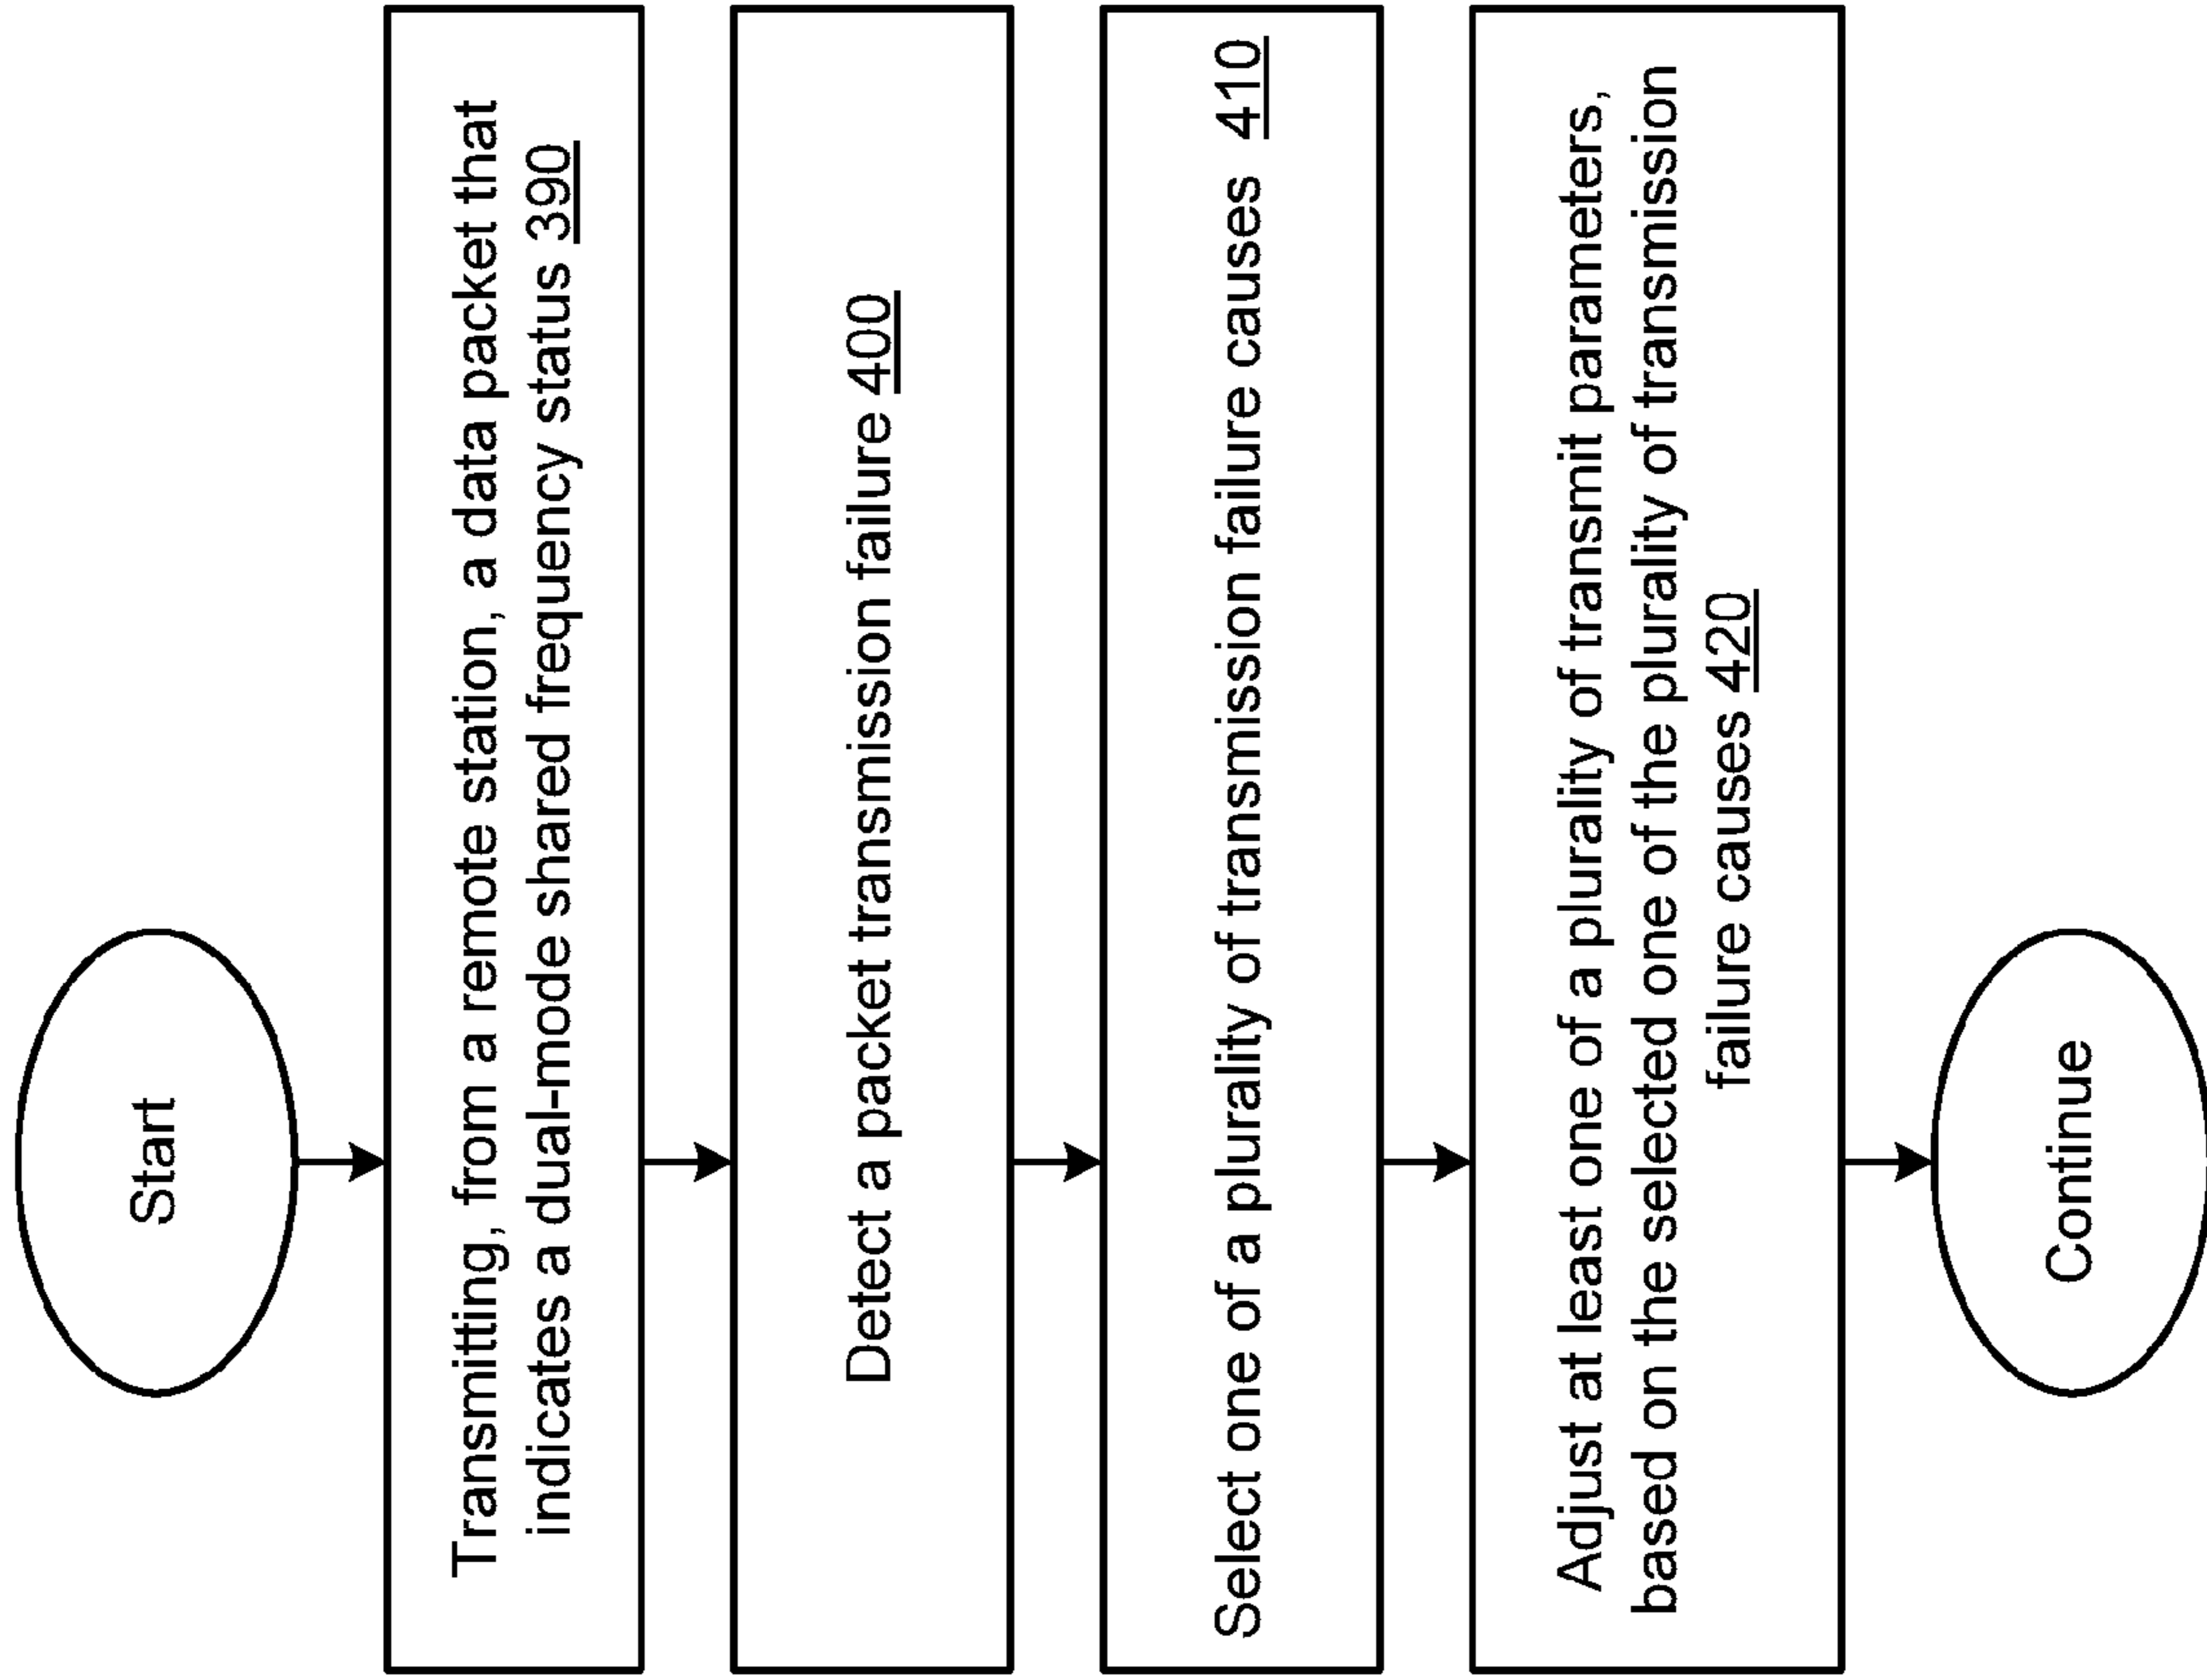 Start
Transmitting, from a remote station, a data packet that
indicates a dual-mode shared frequency status 390
Detect a packet transmission failure 400
Select one of a plurality of transmission failure causes 410
Adjust at least one of a plurality of transmit parameters,
based on the selected one of the plurality of transmission
failure causes 420
Continue